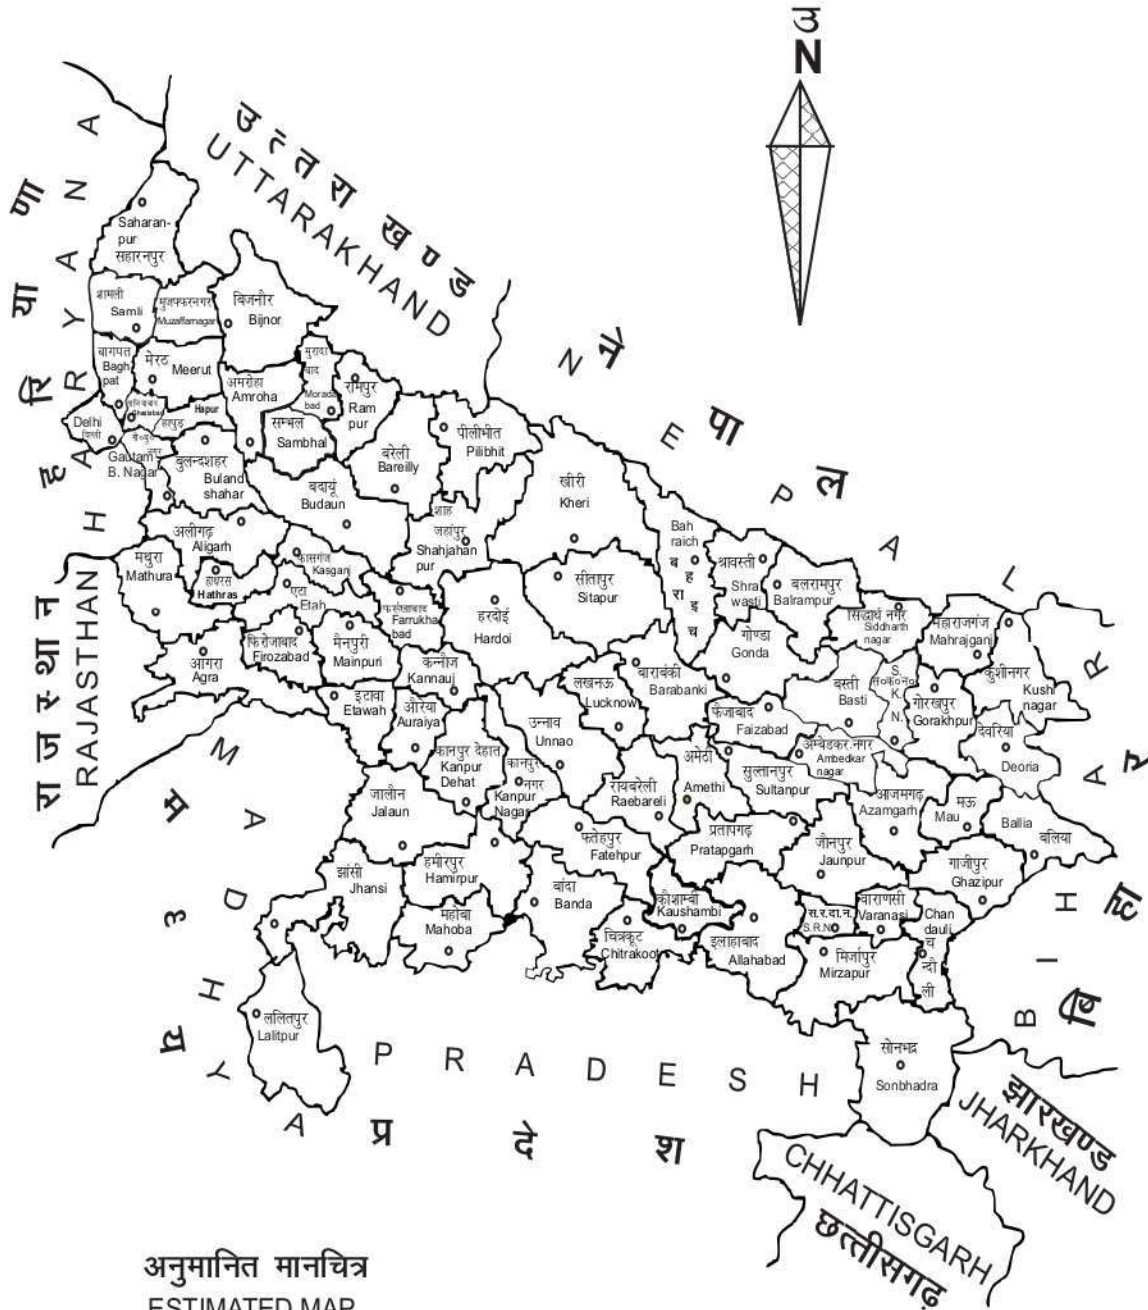 उ
N
उत्तराखण्ड
UTTARAKHAND
हरियाणा
HARYANA
Saharan-
pur
सहारनपुर
शामली
Samli
मुजफ्फरनगर
Muzaffarnagar
बिजनौर
Bijnor
बागपत
Bagh
pat
मेरठ
Meerut
अमरोहा
Amroha
मुरादा
बाद
Morada
bad
रामपुर
Ram
pur
Delhi
दिल्ली
Ghaziabad
Hapur
हापुड़
सम्भल
Sambhal
Gautam
B. Nagar
बुलन्दशहर
Buland
shahar
बरेली
Bareilly
पीलीभीत
Pilibhit
नेपाल
NEPAL
बदायूं
Budaun
शाह
जहांपुर
Shahjahan
pur
खीरी
Kheri
Bah
raich
बहराइच
श्रावस्ती
Shra
wasti
बलरामपुर
Balrampur
अलीगढ़
Aligarh
मथुरा
Mathura
हाथरस
Hathras
कासगंज
Kasganj
एटा
Etah
फर्रुखाबाद
Farrukha
bad
हरदोई
Hardoi
सीतापुर
Sitapur
गोण्डा
Gonda
सिद्धार्थ नगर
Siddharth
nagar
महाराजगंज
Mahrajganj
राजस्थान
RAJASTHAN
आगरा
Agra
फिरोजाबाद
Firozabad
मैनपुरी
Mainpuri
कन्नौज
Kannauj
लखनऊ
Lucknow
बाराबंकी
Barabanki
बस्ती
Basti
S.
स०क०न०
K.
N.
गोरखपुर
Gorakhpur
कुशीनगर
Kushi
nagar
इटावा
Etawah
औरैया
Auraiya
उन्नाव
Unnao
फैजाबाद
Faizabad
अम्बेडकर नगर
Ambedkar
nagar
देवरिया
Deoria
कानपुर देहात
Kanpur
Dehat
कानपुर
नगर
Kanpur
Nagar
रायबरेली
Raebareli
अमेठी
Amethi
सुल्तानपुर
Sultanpur
आजमगढ़
Azamgarh
मऊ
Mau
Ballia
बलिया
जालौन
Jalaun
फतेहपुर
Fatehpur
प्रतापगढ़
Pratapgarh
जौनपुर
Jaunpur
गाजीपुर
Ghazipur
झांसी
Jhansi
हमीरपुर
Hamirpur
महोबा
Mahoba
बांदा
Banda
चित्रकूट
Chitrakoot
कौशाम्बी
Kaushambi
इलाहाबाद
Allahabad
स.र.दा.न.
S.R.N
वाराणसी
Varanasi
Chan
dauli
चन्दौली
मिर्जापुर
Mirzapur
ललितपुर
Lalitpur
सोनभद्र
Sonbhadra
बिहार
BIHAR
मध्य प्रदेश
MADHYA PRADESH
झारखण्ड
JHARKHAND
CHHATTISGARH
छत्तीसगढ़
अनुमानित मानचित्र
ESTIMATED MAP